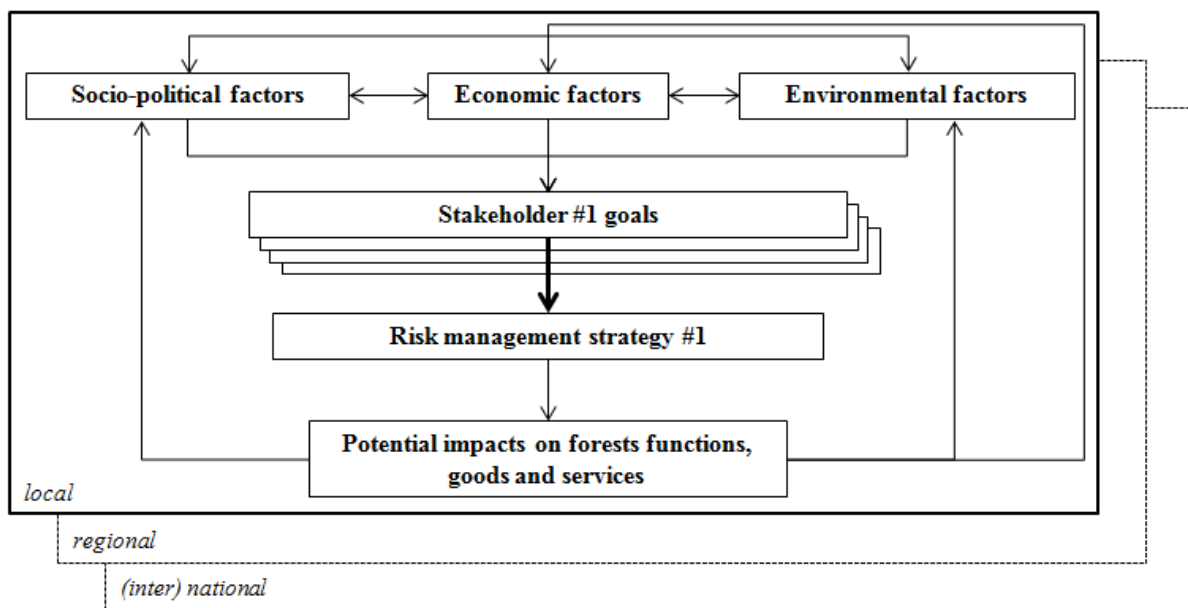 Socio-political factors
Economic factors
Environmental factors
Stakeholder #1 goals
Risk management strategy #1
Potential impacts on forests functions,
goods and services
local
regional
(inter) national